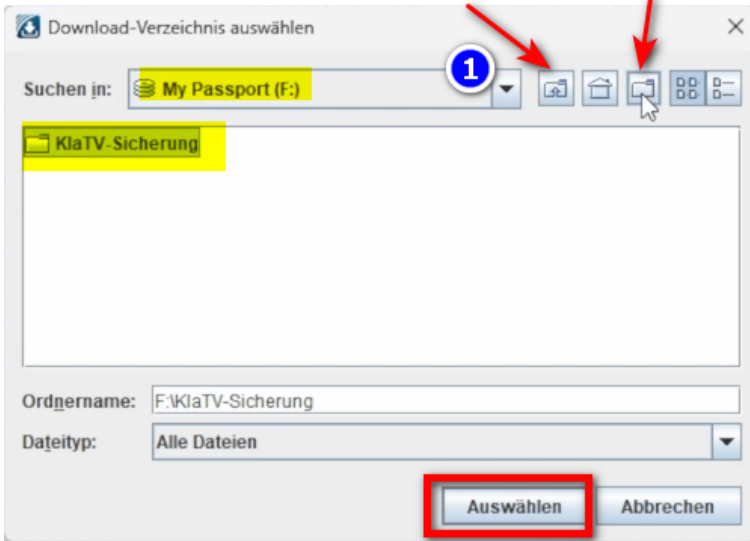 Download-Verzeichnis auswählen
Suchen in: My Passport (F:)
1
KlaTV-Sicherung
Ordnername: F:\KlaTV-Sicherung
Dateityp: Alle Dateien
Auswählen Abbrechen